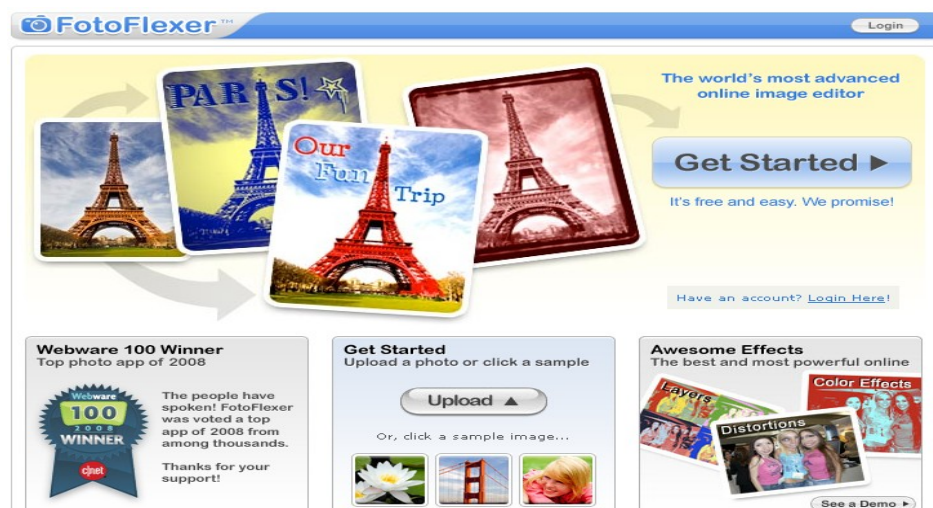 FotoFlexer™
Login
PARIS!
Our
Fun
Trip
The world's most advanced
online image editor
Get Started ►
It's free and easy. We promise!
Have an account? Login Here!
Webware 100 Winner
Top photo app of 2008
Webware
100
2008
WINNER
c|net
The people have
spoken! FotoFlexer
was voted a top
app of 2008 from
among thousands.
Thanks for your
support!
Get Started
Upload a photo or click a sample
Upload ▲
Or, click a sample image...
Awesome Effects
The best and most powerful online
Layers
Color Effects
Distortions
See a Demo ►